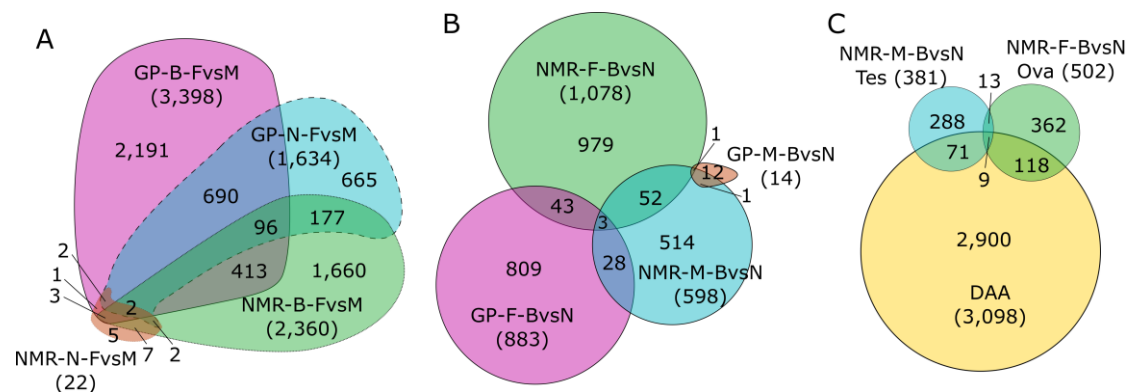 A
GP-B-FvsM
(3,398)
2,191
GP-N-FvsM
(1,634)
665
690
177
96
413
1,660
2
1
3
2
5
7
2
NMR-B-FvsM
(2,360)
NMR-N-FvsM
(22)
B
NMR-F-BvsN
(1,078)
979
1
GP-M-BvsN
(14)
12
1
43
52
3
514
28
809
NMR-M-BvsN
(598)
GP-F-BvsN
(883)
C
NMR-M-BvsN
Tes (381)
NMR-F-BvsN
Ova (502)
13
288
362
71
118
9
2,900
DAA
(3,098)